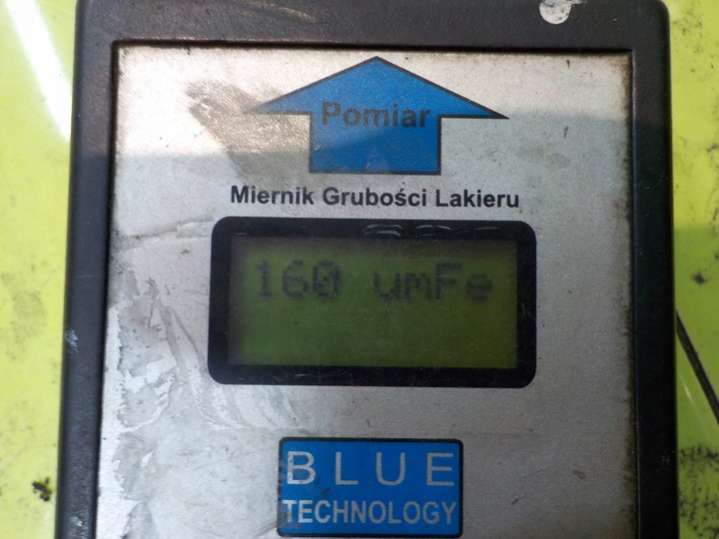 Pomiar
Miernik Grubości Lakieru
160 umFe
BLUE
TECHNOLOGY